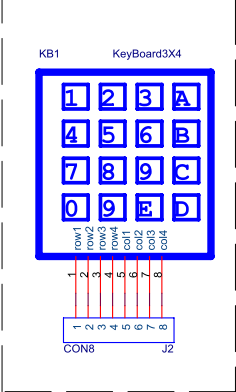 KB1 KeyBoard3X4
1 2 3 A
4 5 6 B
7 8 9 C
0 9 E D
row1 row2 row3 row4 col1 col2 col3 col4
1 2 3 4 5 6 7 8
1 2 3 4 5 6 7 8
CON8 J2